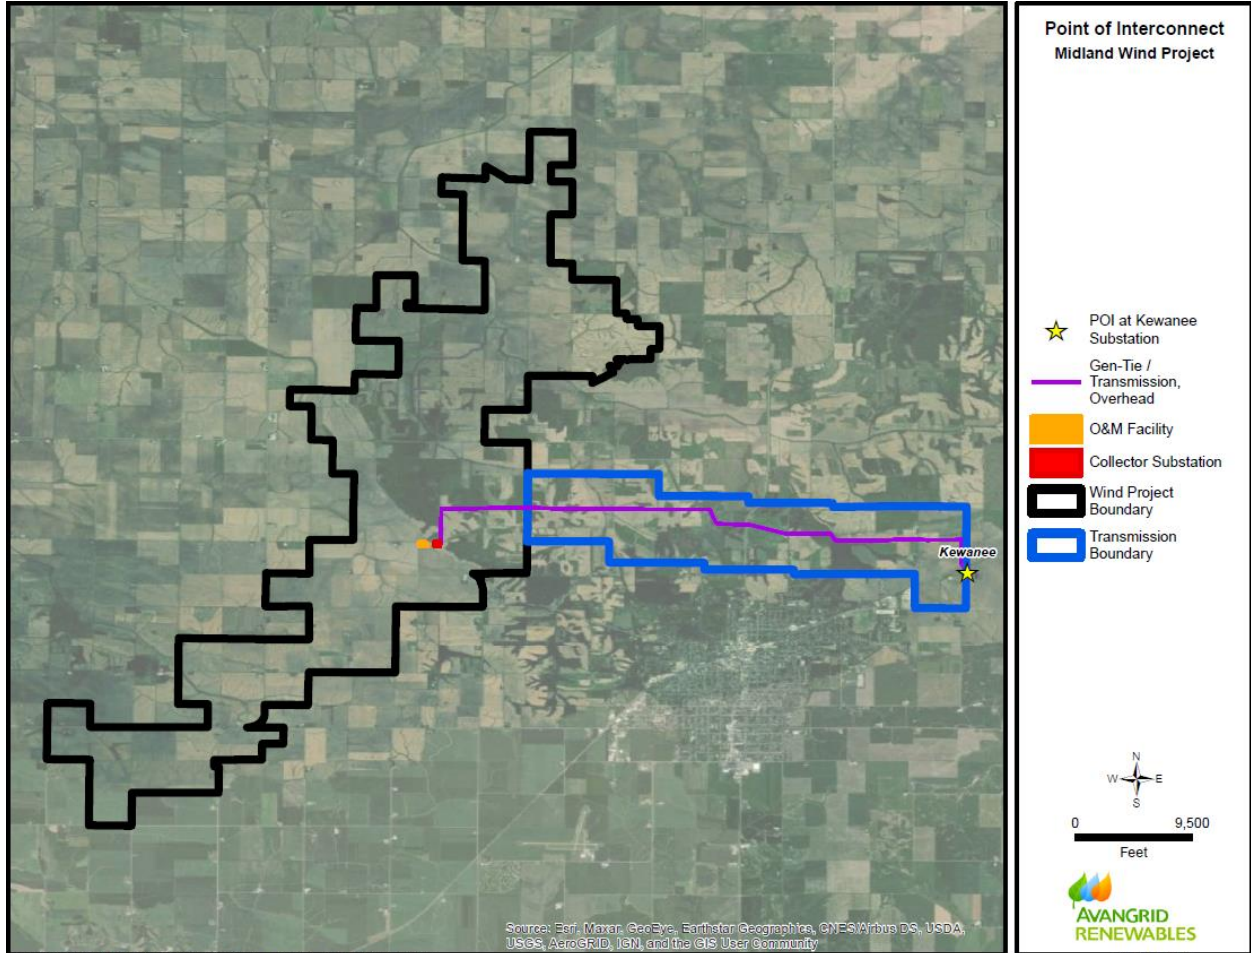 Point of Interconnect
Midland Wind Project
POI at Kewanee
Substation
Gen-Tie /
Transmission,
Overhead
O&M Facility
Collector Substation
Wind Project
Boundary
Transmission
Boundary
Kewanee
N
W E
S
0 9,500
Feet
AVANGRID
RENEWABLES
Source: Esri, Maxar, GeoEye, Earthstar Geographics, CNES/Airbus DS, USDA,
USGS, AeroGRID, IGN, and the GIS User Community